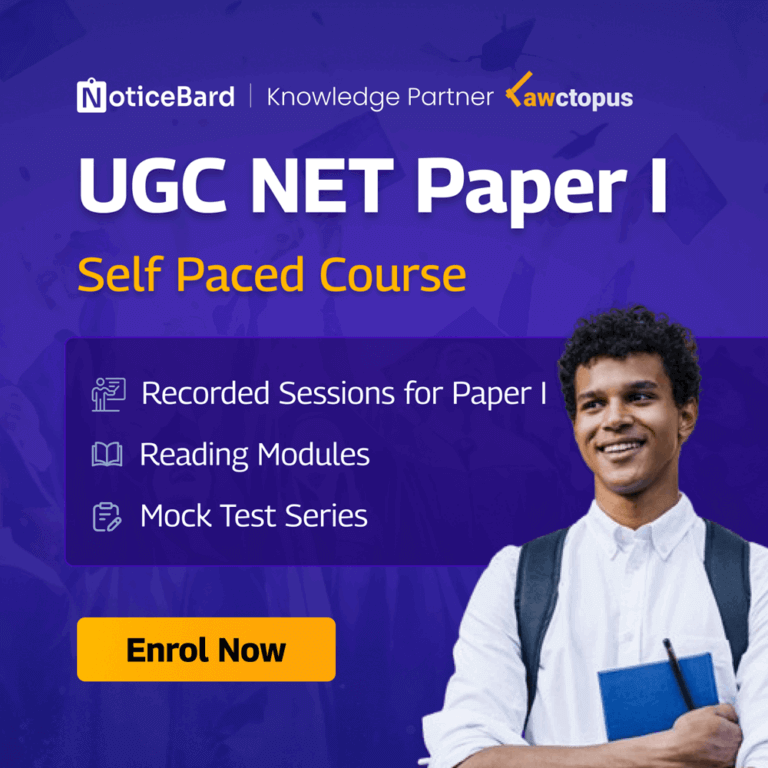 NoticeBard | Knowledge Partner Lawctopus
UGC NET Paper I
Self Paced Course
Recorded Sessions for Paper I
Reading Modules
Mock Test Series
Enrol Now